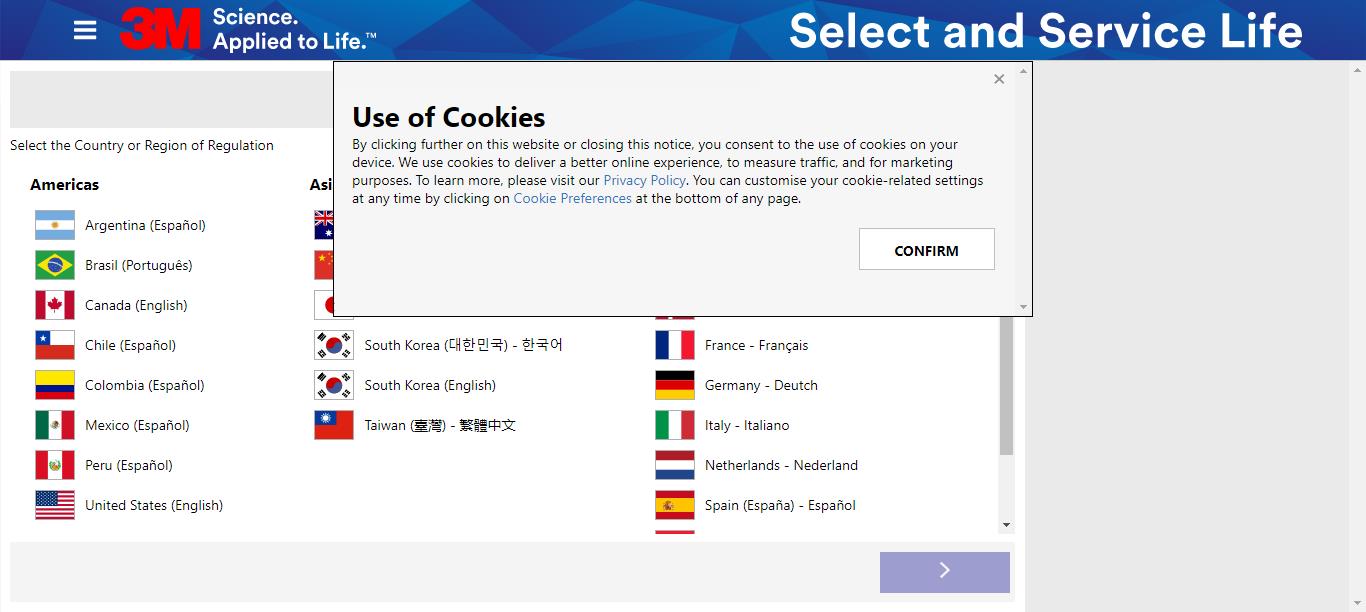 3M Science.
Applied to Life.™
Select and Service Life
Use of Cookies
By clicking further on this website or closing this notice, you consent to the use of cookies on your
device. We use cookies to deliver a better online experience, to measure traffic, and for marketing
purposes. To learn more, please visit our Privacy Policy. You can customise your cookie-related settings
at any time by clicking on Cookie Preferences at the bottom of any page.
CONFIRM
Select the Country or Region of Regulation
Americas
Argentina (Español)
Brasil (Português)
Canada (English)
Chile (Español)
Colombia (Español)
Mexico (Español)
Peru (Español)
United States (English)
Asi
South Korea (대한민국) - 한국어
South Korea (English)
Taiwan (臺灣) - 繁體中文
France - Français
Germany - Deutch
Italy - Italiano
Netherlands - Nederland
Spain (España) - Español